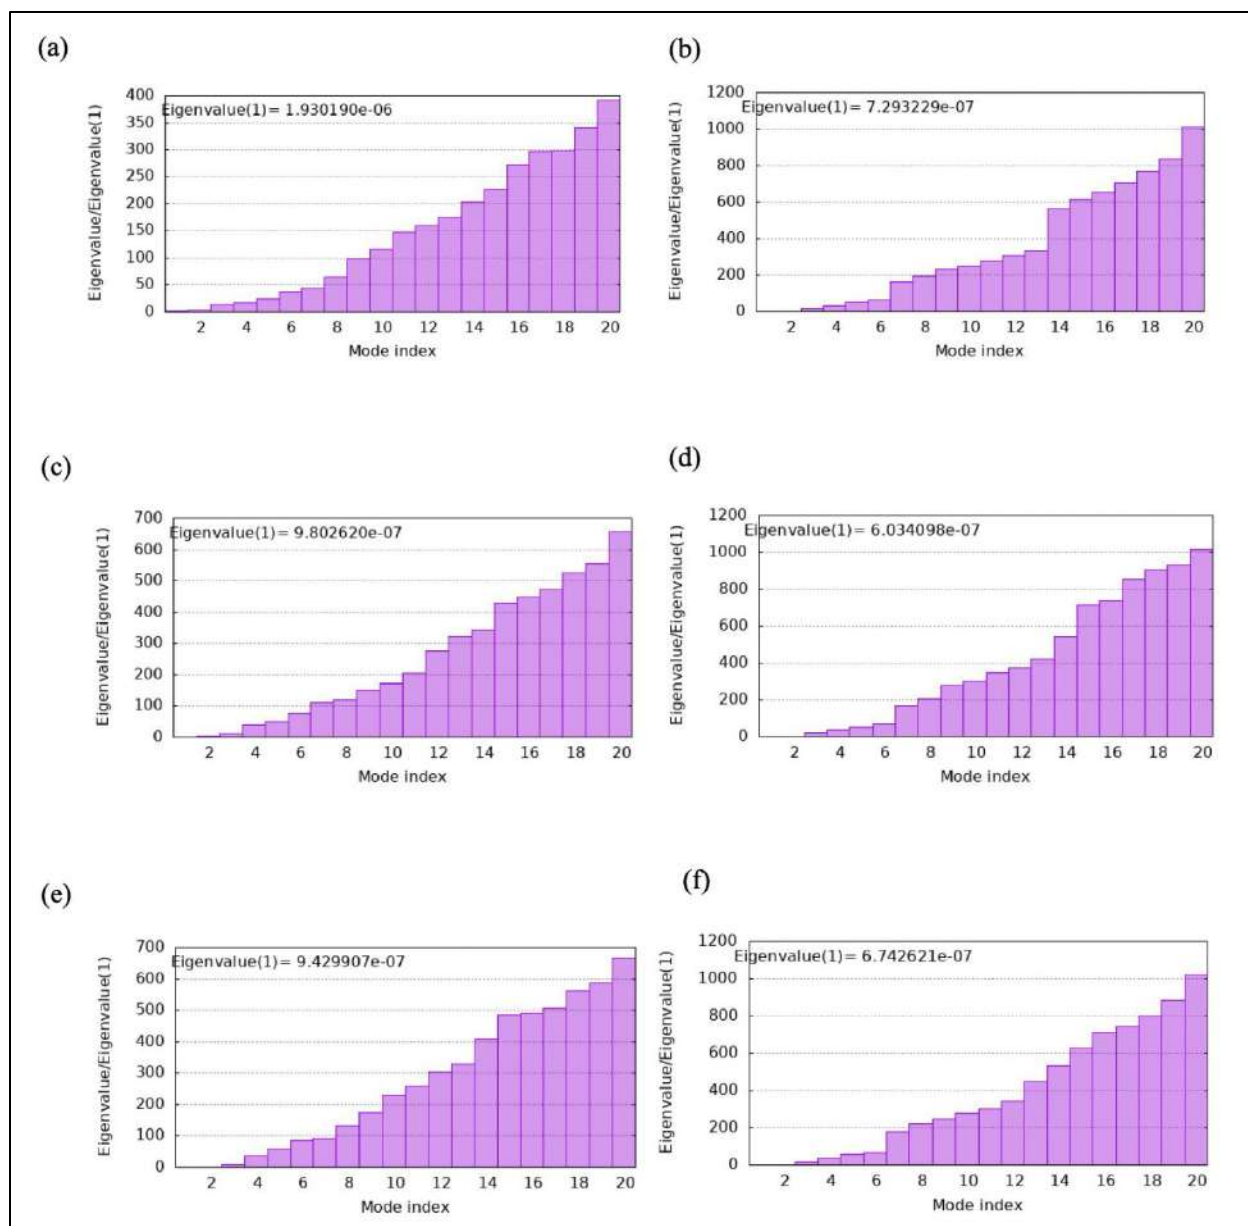 (a)
Eigenvalue/Eigenvalue(1)
400
350
300
250
200
150
100
50
0
Eigenvalue(1)= 1.930190e-06
2 4 6 8 10 12 14 16 18 20
Mode index
(b)
Eigenvalue/Eigenvalue(1)
1200
1000
800
600
400
200
0
Eigenvalue(1)= 7.293229e-07
2 4 6 8 10 12 14 16 18 20
Mode index
(c)
Eigenvalue/Eigenvalue(1)
700
600
500
400
300
200
100
0
Eigenvalue(1)= 9.802620e-07
2 4 6 8 10 12 14 16 18 20
Mode index
(d)
Eigenvalue/Eigenvalue(1)
1200
1000
800
600
400
200
0
Eigenvalue(1)= 6.034098e-07
2 4 6 8 10 12 14 16 18 20
Mode index
(e)
Eigenvalue/Eigenvalue(1)
700
600
500
400
300
200
100
0
Eigenvalue(1)= 9.429907e-07
2 4 6 8 10 12 14 16 18 20
Mode index
(f)
Eigenvalue/Eigenvalue(1)
1200
1000
800
600
400
200
0
Eigenvalue(1)= 6.742621e-07
2 4 6 8 10 12 14 16 18 20
Mode index